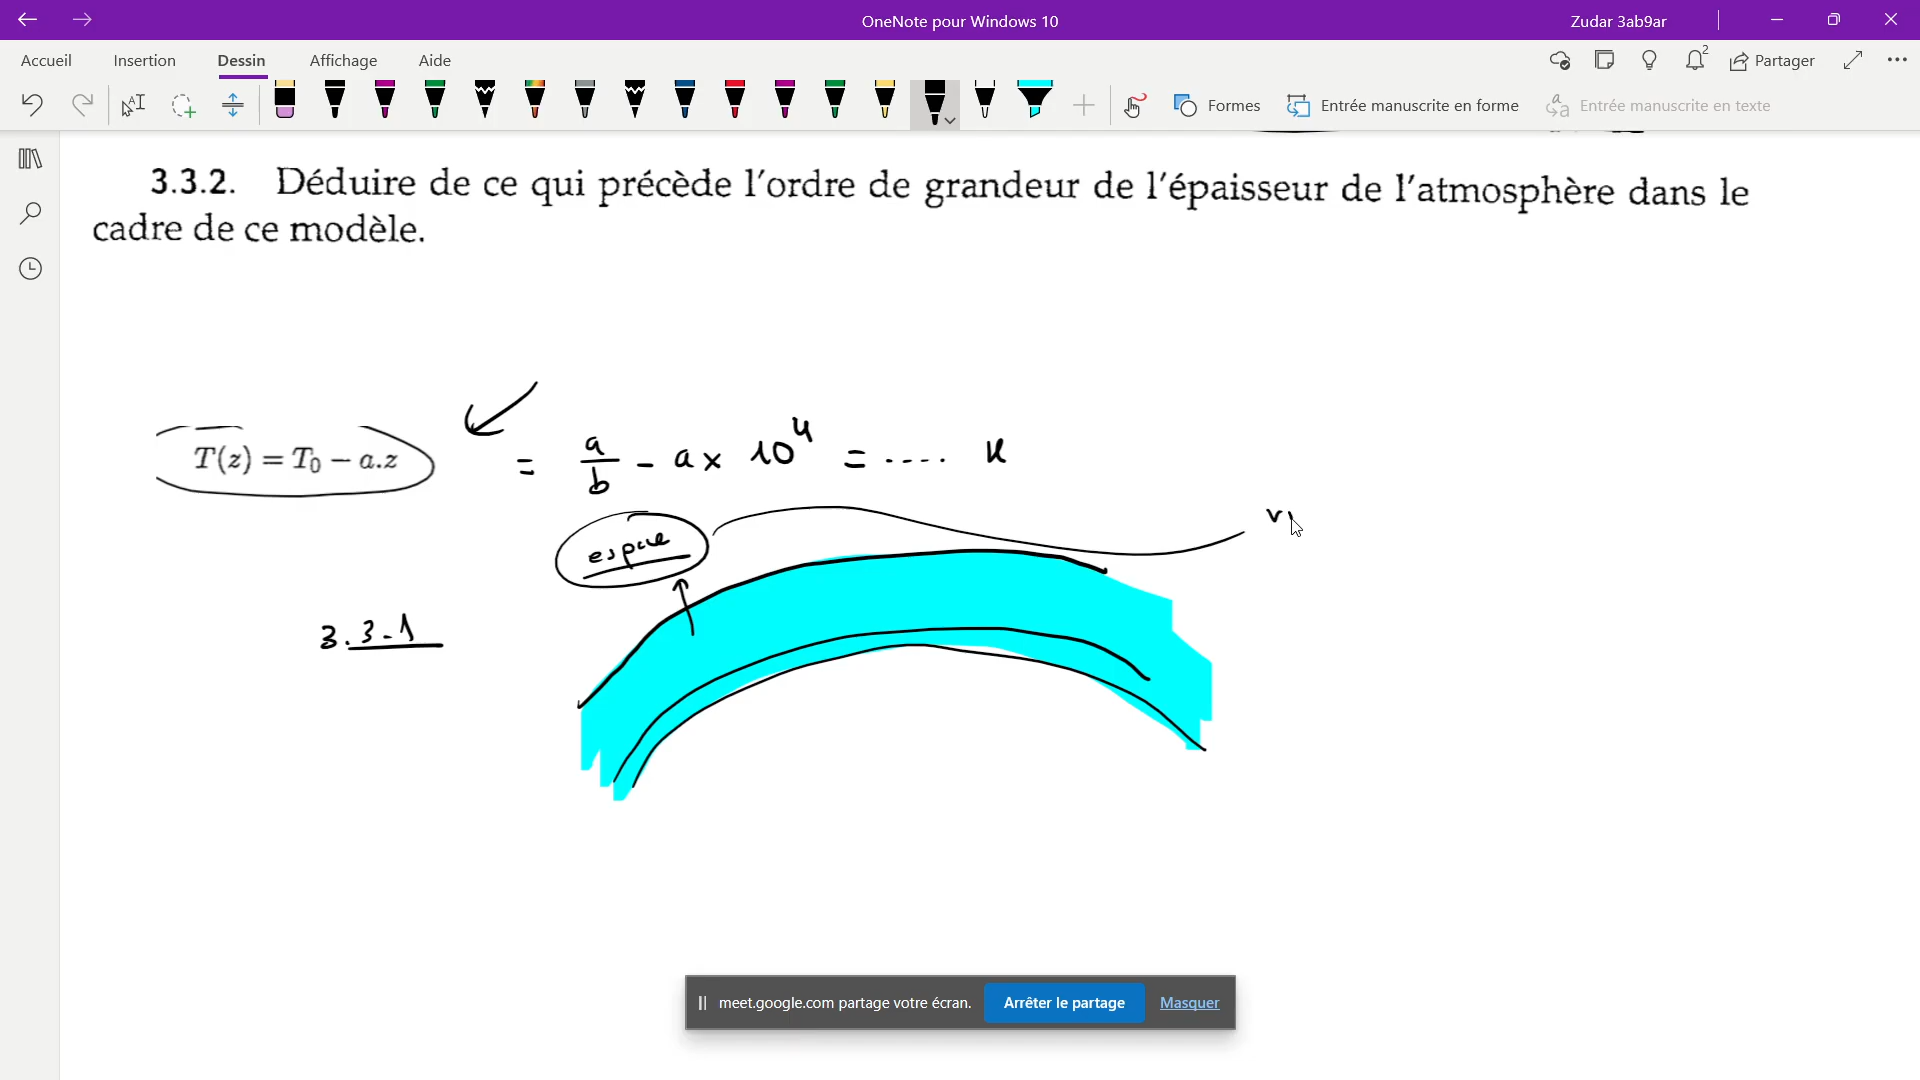 OneNote pour Windows 10
Zudar 3ab9ar
Accueil Insertion Dessin Affichage Aide
2
Partager
Formes Entrée manuscrite en forme Entrée manuscrite en texte
3.3.2. Déduire de ce qui précède l'ordre de grandeur de l'épaisseur de l'atmosphère dans le
cadre de ce modèle.
T(z) = T₀ − a.z = a/b - a x 10⁴ = .... K
espace
3.3-1
meet.google.com partage votre écran. Arrêter le partage Masquer